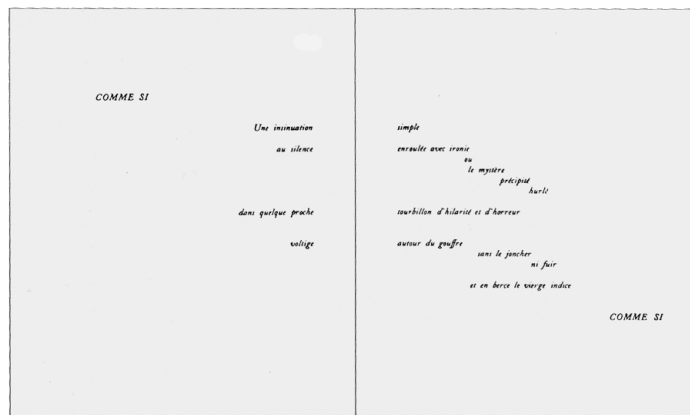 COMME SI
Une insinuation simple
au silence enroulée avec ironie
ou
le mystère
précipité
hurlé
dans quelque proche tourbillon d'hilarité et d'horreur
voltige autour du gouffre
sans le joncher
ni fuir
et en berce le vierge indice
COMME SI